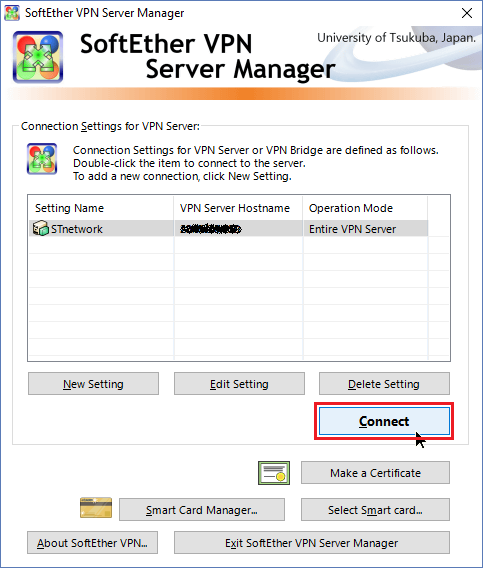 SoftEther VPN Server Manager
SoftEther VPN
Server Manager
University of Tsukuba, Japan.
Connection Settings for VPN Server:
Connection Settings for VPN Server or VPN Bridge are defined as follows.
Double-click the item to connect to the server.
To add a new connection, click New Setting.
Setting Name VPN Server Hostname Operation Mode
STnetwork Entire VPN Server
New Setting Edit Setting Delete Setting
Connect
Make a Certificate
Smart Card Manager... Select Smart card...
About SoftEther VPN... Exit SoftEther VPN Server Manager